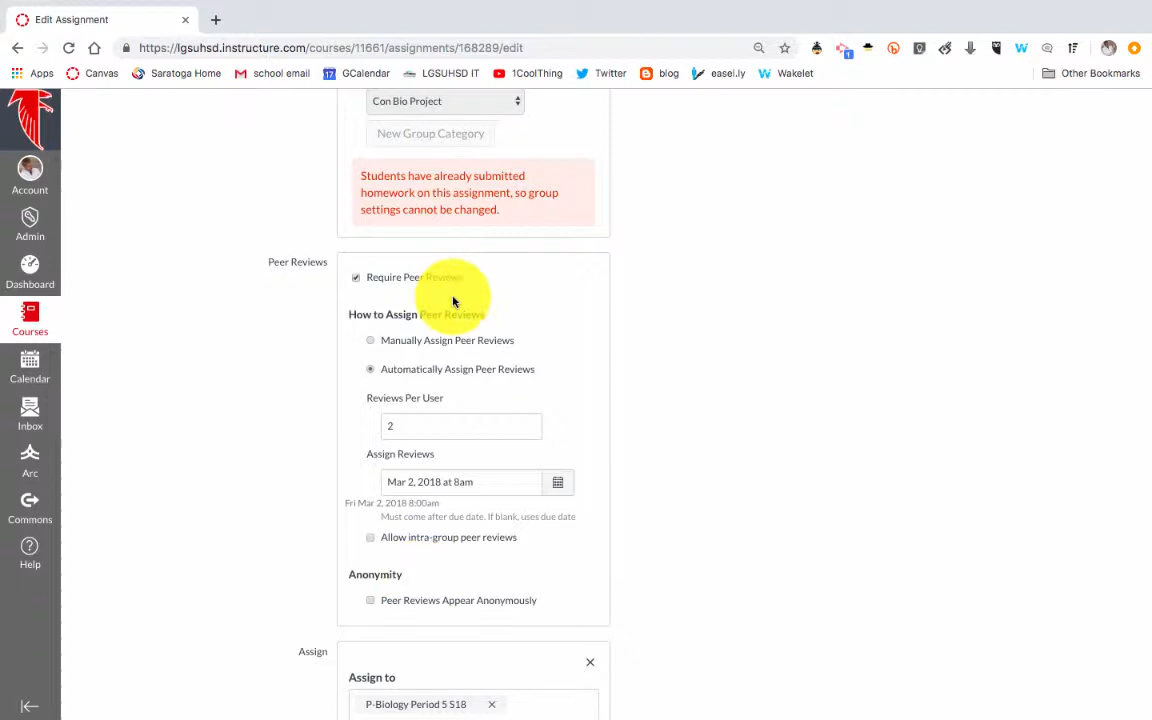 Edit Assignment
https://lgsuhsd.instructure.com/courses/11661/assignments/168289/edit
Apps
Canvas
Saratoga Home
school email
GCalendar
LGSUHSD IT
1CoolThing
Twitter
blog
easel.ly
Wakelet
Other Bookmarks
Account
Admin
Dashboard
Courses
Calendar
Inbox
Arc
Commons
Help
Con Bio Project
New Group Category
Students have already submitted
homework on this assignment, so group
settings cannot be changed.
Peer Reviews
Require Peer Reviews
How to Assign Peer Reviews
Manually Assign Peer Reviews
Automatically Assign Peer Reviews
Reviews Per User
2
Assign Reviews
Mar 2, 2018 at 8am
Fri Mar 2, 2018 8:00am
Must come after due date. If blank, uses due date
Allow intra-group peer reviews
Anonymity
Peer Reviews Appear Anonymously
Assign
Assign to
P-Biology Period 5 S18